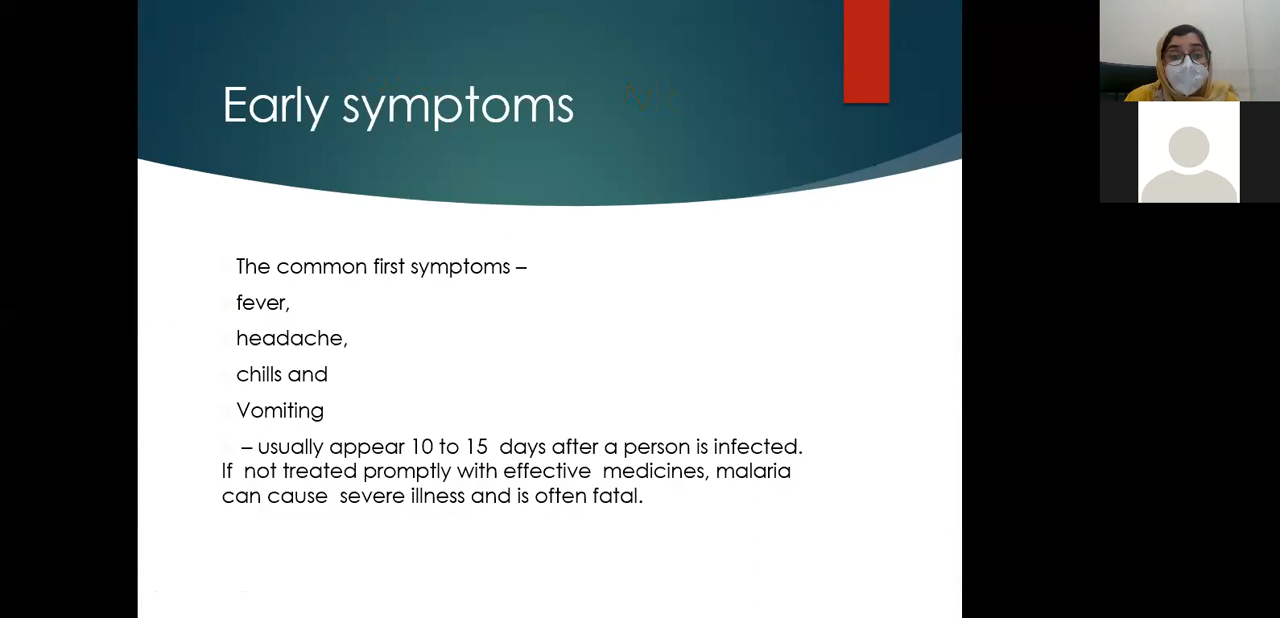 Early symptoms
The common first symptoms –
fever,
headache,
chills and
Vomiting
– usually appear 10 to 15 days after a person is infected.
If not treated promptly with effective medicines, malaria
can cause severe illness and is often fatal.